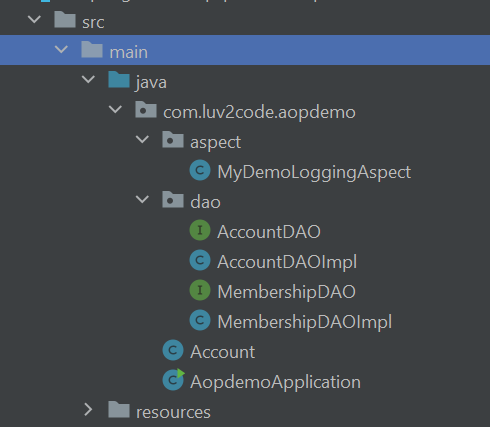 src
main
java
com.luv2code.aopdemo
aspect
C MyDemoLoggingAspect
dao
I AccountDAO
C AccountDAOImpl
I MembershipDAO
C MembershipDAOImpl
C Account
C AopdemoApplication
resources